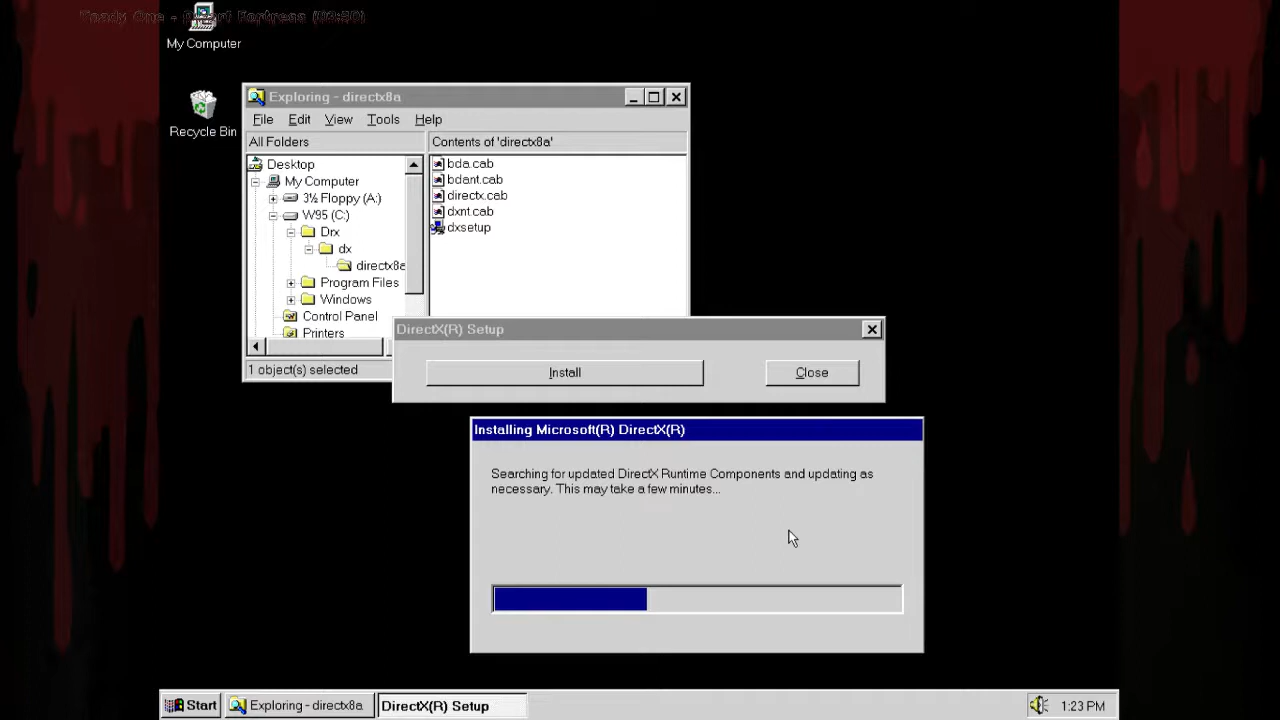 My Computer
Recycle Bin
Exploring - directx8a
File Edit View Tools Help
All Folders
Contents of 'directx8a'
Desktop
My Computer
3½ Floppy (A:)
W95 (C:)
Drx
dx
directx8a
Program Files
Windows
Control Panel
Printers
bda.cab
bdant.cab
directx.cab
dxnt.cab
dxsetup
1 object(s) selected
DirectX(R) Setup
Install
Close
Installing Microsoft(R) DirectX(R)
Searching for updated DirectX Runtime Components and updating as
necessary. This may take a few minutes...
Start
Exploring - directx8a
DirectX(R) Setup
1:23 PM